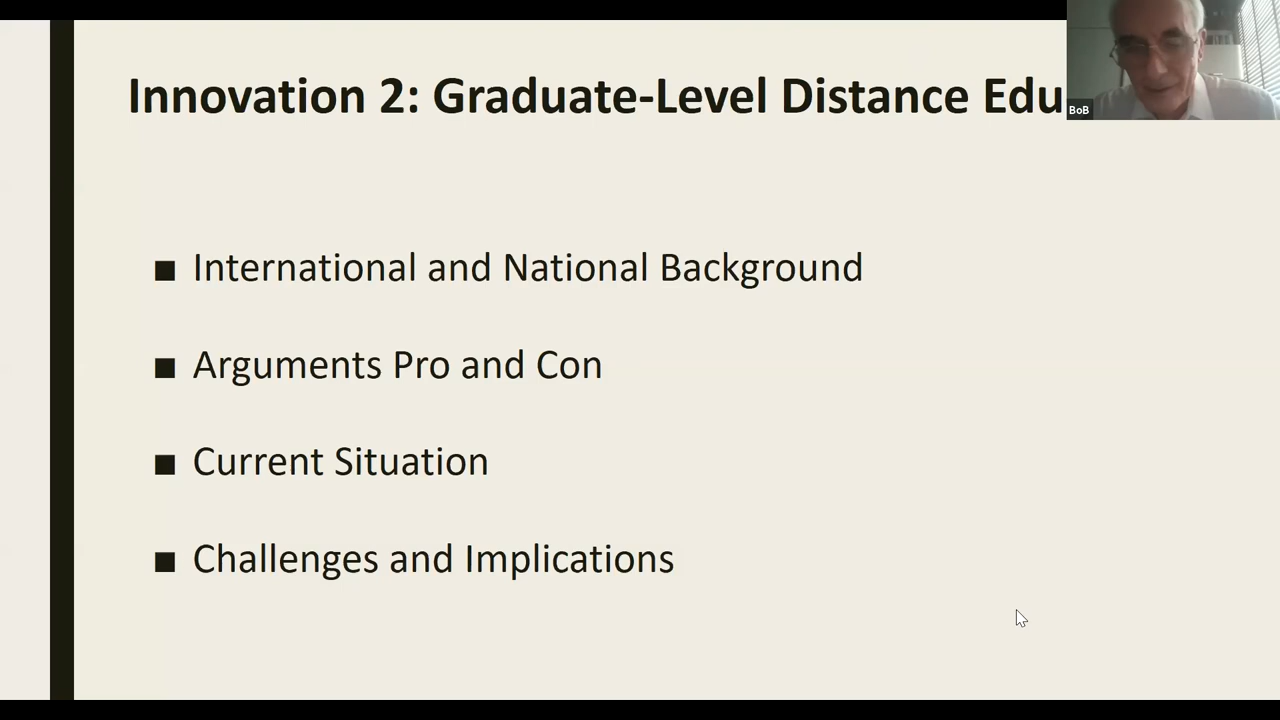 Innovation 2: Graduate-Level Distance Edu
BoB
■ International and National Background
■ Arguments Pro and Con
■ Current Situation
■ Challenges and Implications